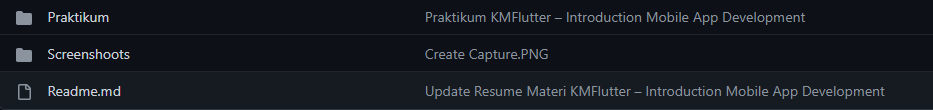 Praktikum Praktikum KMFlutter – Introduction Mobile App Development
Screenshoots Create Capture.PNG
Readme.md Update Resume Materi KMFlutter – Introduction Mobile App Development